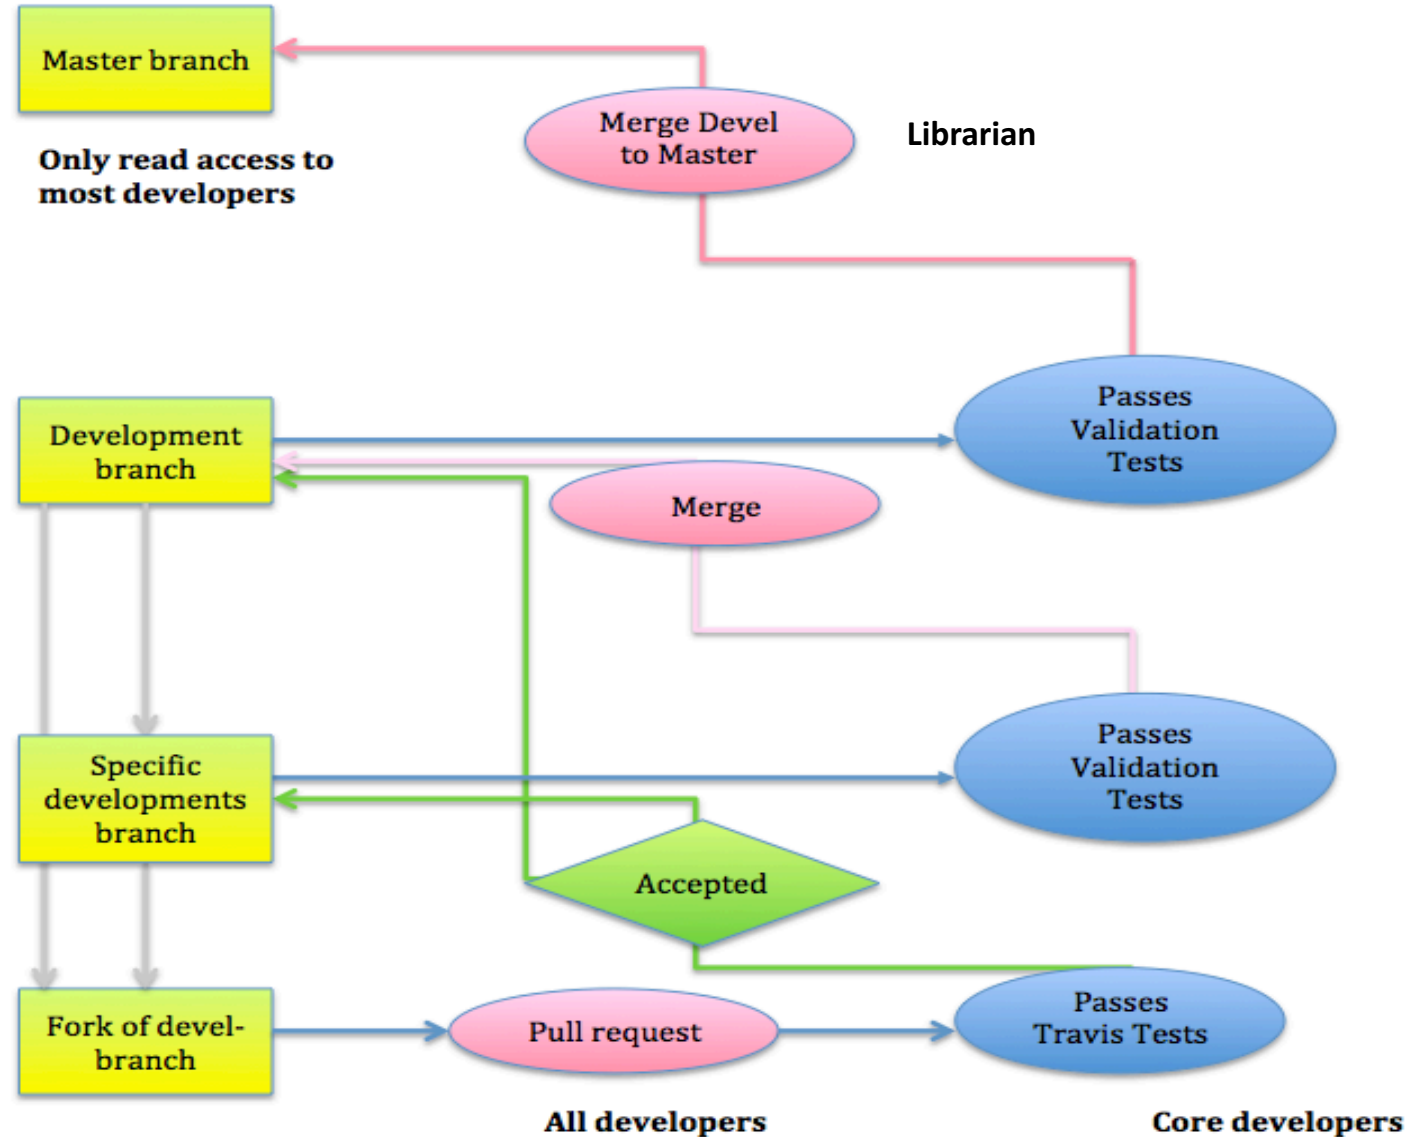 Master branch
Only read access to
most developers
Merge Devel
to Master
Librarian
Development
branch
Passes
Validation
Tests
Merge
Specific
developments
branch
Passes
Validation
Tests
Accepted
Fork of devel-
branch
Pull request
Passes
Travis Tests
All developers
Core developers